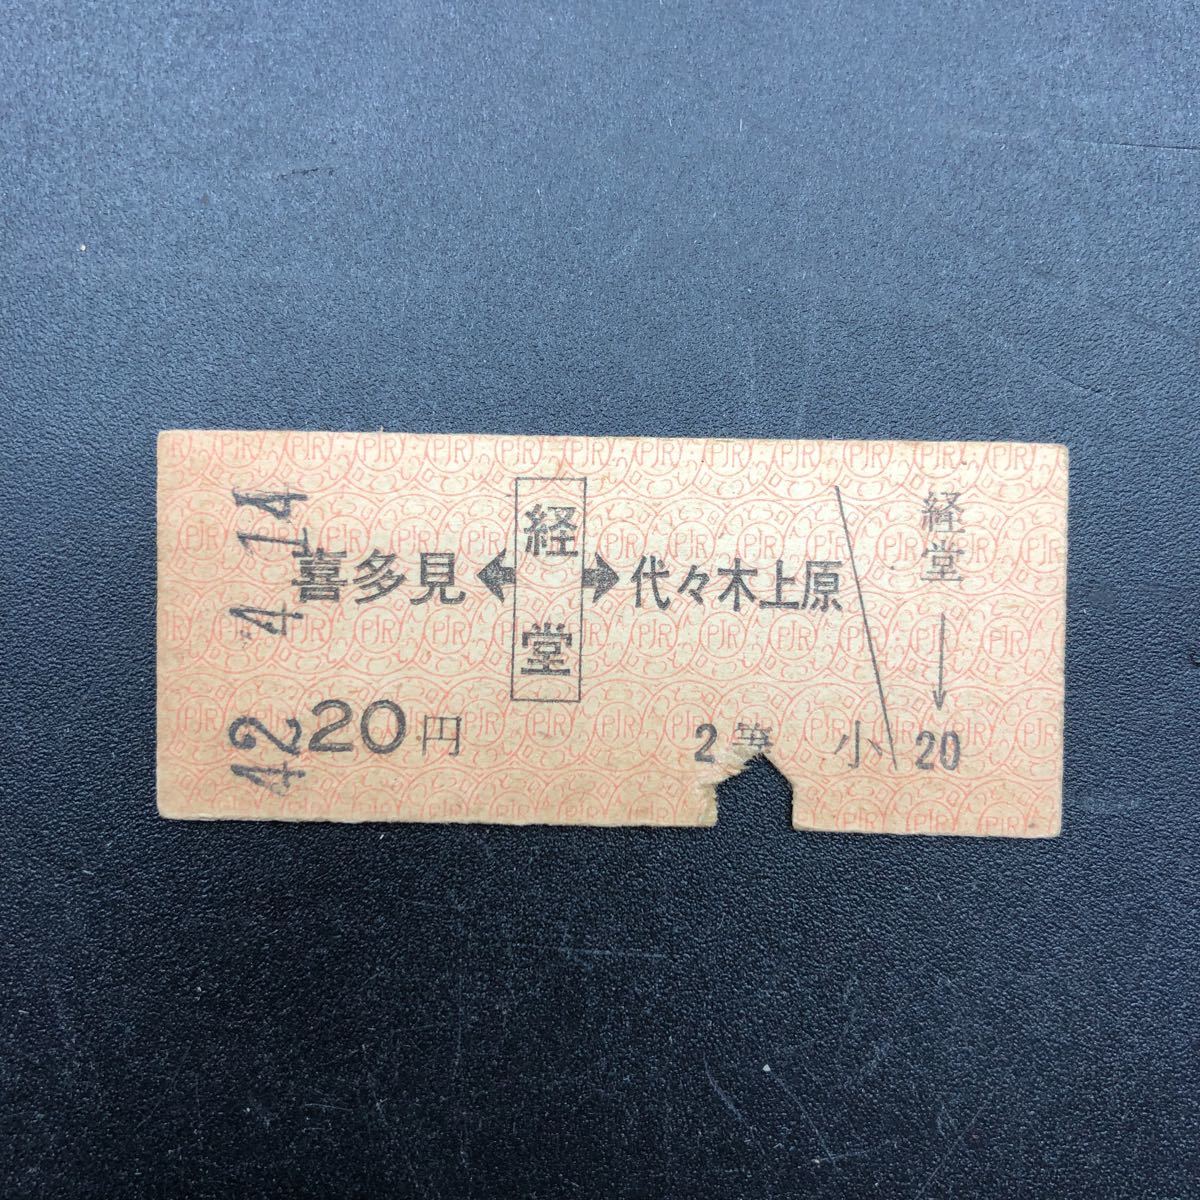 42.-4.14
喜多見←経堂→代々木上原
20円 2等 小
経堂
↓
20